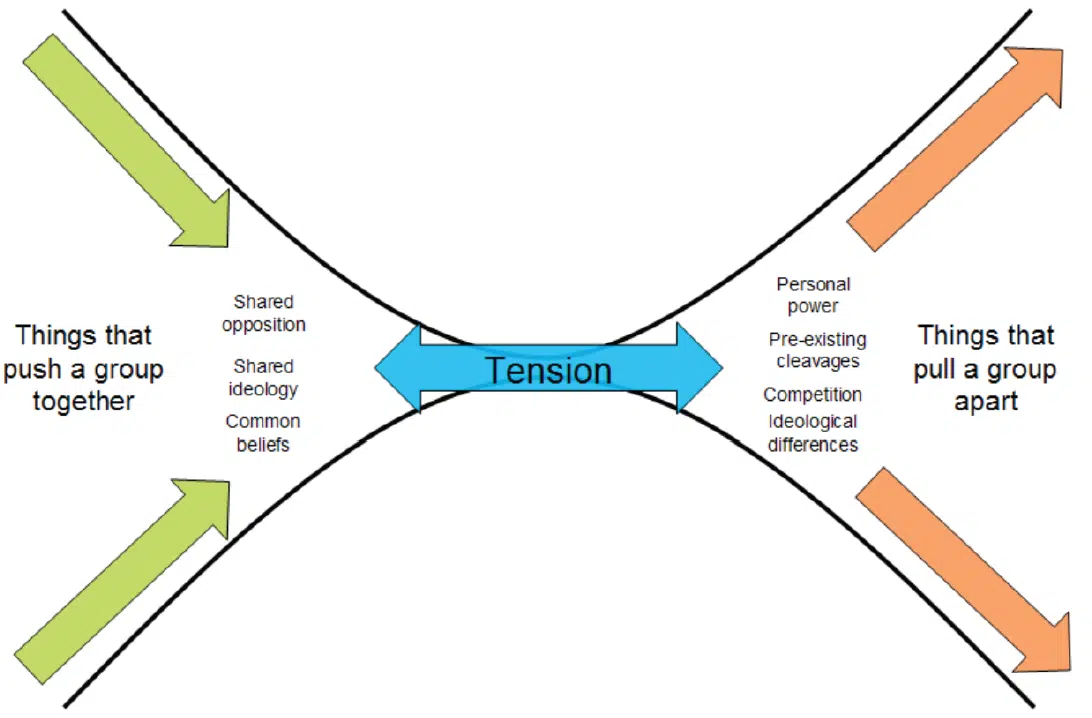 Things that
push a group
together
Shared
opposition
Shared
ideology
Common
beliefs
Tension
Personal
power
Pre-existing
cleavages
Competition
Ideological
differences
Things that
pull a group
apart